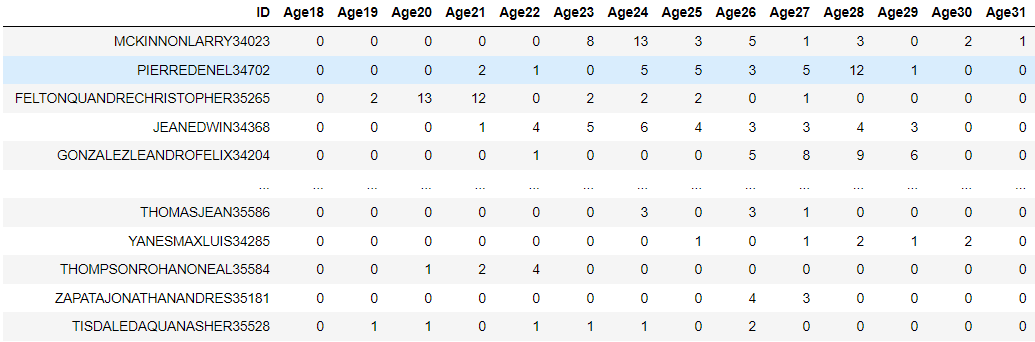 ID Age18 Age19 Age20 Age21 Age22 Age23 Age24 Age25 Age26 Age27 Age28 Age29 Age30 Age31
MCKINNONLARRY34023 0 0 0 0 0 8 13 3 5 1 3 0 2 1
PIERREDENEL34702 0 0 0 2 1 0 5 5 3 5 12 1 0 0
FELTONQUANDRECHRISTOPHER35265 0 2 13 12 0 2 2 2 0 1 0 0 0 0
JEANEDWIN34368 0 0 0 1 4 5 6 4 3 3 4 3 0 0
GONZALEZLEANDROFELIX34204 0 0 0 0 1 0 0 0 5 8 9 6 0 0
... ... ... ... ... ... ... ... ... ... ... ... ... ... ...
THOMASJEAN35586 0 0 0 0 0 0 3 0 3 1 0 0 0 0
YANESMAXLUIS34285 0 0 0 0 0 0 0 1 0 1 2 1 2 0
THOMPSONROHANONEAL35584 0 0 1 2 4 0 0 0 0 0 0 0 0 0
ZAPATAJONATHANANDRES35181 0 0 0 0 0 0 0 0 4 3 0 0 0 0
TISDALEDAQUANASHER35528 0 1 1 0 1 1 1 0 2 0 0 0 0 0